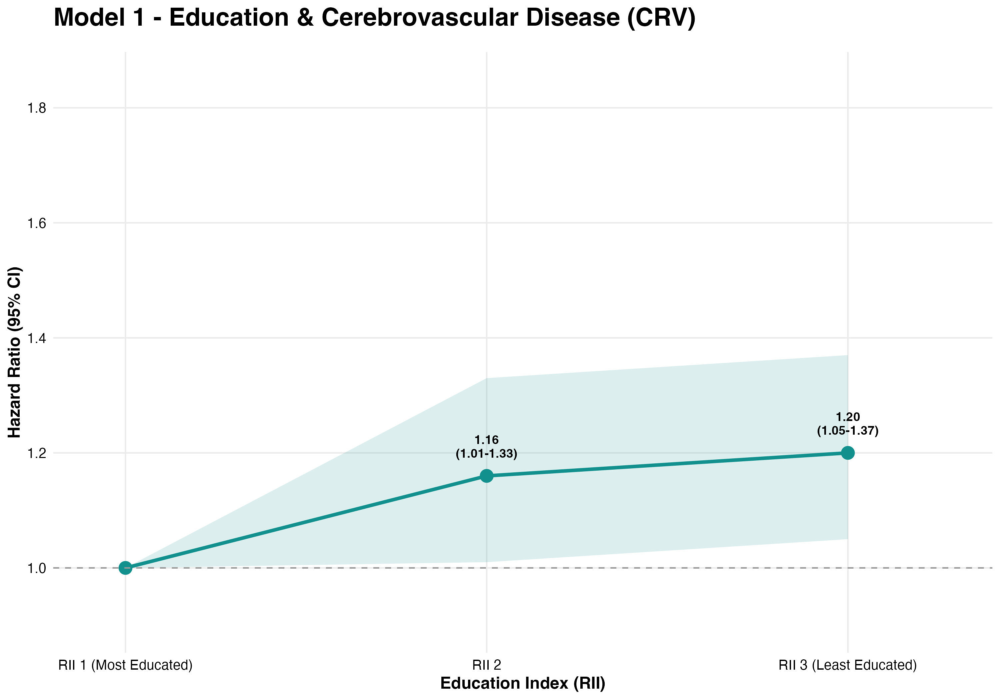 Model 1 - Education & Cerebrovascular Disease (CRV)
Hazard Ratio (95% CI)
1.8
1.6
1.4
1.2
1.0
1.16
(1.01-1.33)
1.20
(1.05-1.37)
RII 1 (Most Educated)
RII 2
RII 3 (Least Educated)
Education Index (RII)